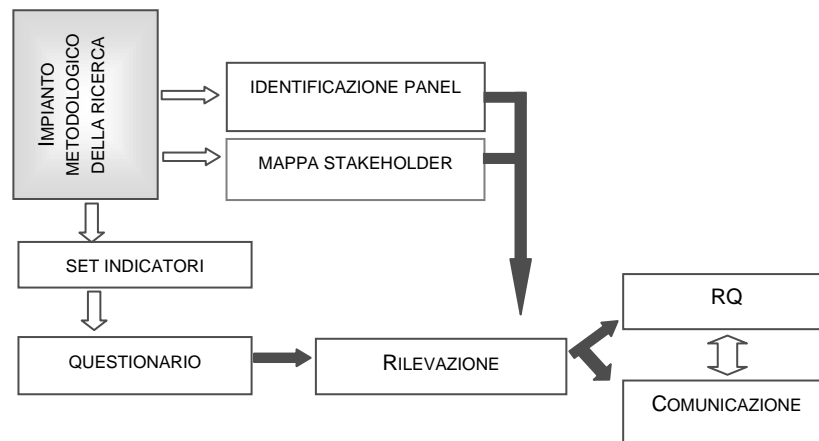 IMPIANTO
METODOLOGICO
DELLA RICERCA
IDENTIFICAZIONE PANEL
MAPPA STAKEHOLDER
SET INDICATORI
QUESTIONARIO
RILEVAZIONE
RQ
COMUNICAZIONE